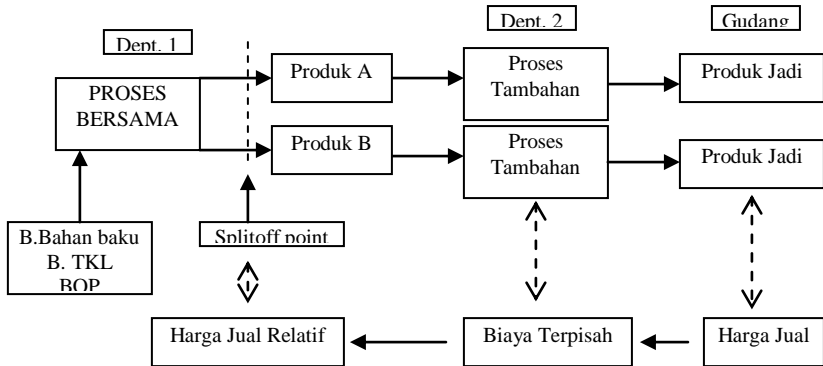 Dept. 1
Dept. 2
Gudang
PROSES
BERSAMA
Produk A
Proses
Tambahan
Produk Jadi
Produk B
Proses
Tambahan
Produk Jadi
B.Bahan baku
B. TKL
BOP
Splitoff point
Harga Jual Relatif
Biaya Terpisah
Harga Jual